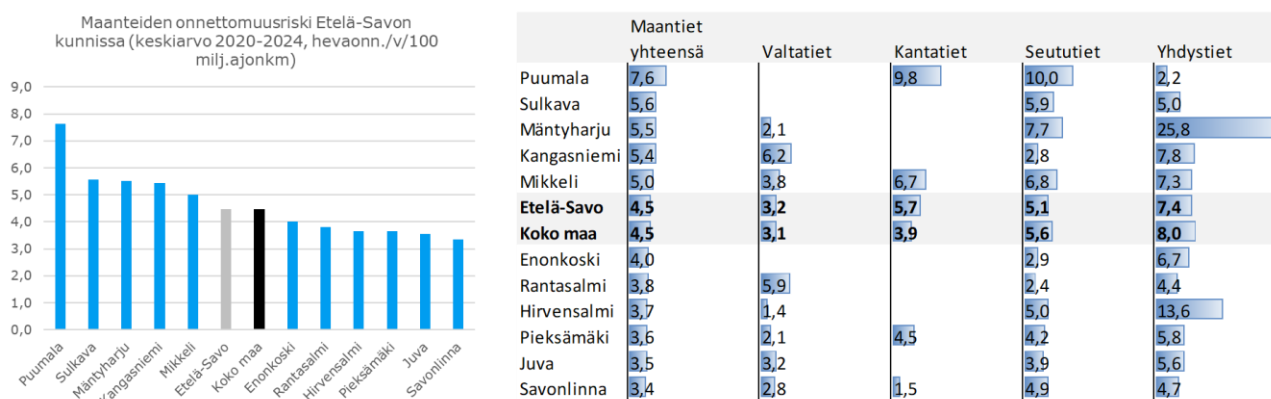 Maanteiden onnettomuusriski Etelä-Savon
kunnissa (keskiarvo 2020-2024, hevaonn./v/100
milj.ajonkm)
9,0
8,0
7,0
6,0
5,0
4,0
3,0
2,0
1,0
0,0
Puumala
Sulkava
Mäntyharju
Kangasniemi
Mikkeli
Etelä-Savo
Koko maa
Enonkoski
Rantasalmi
Hirvensalmi
Pieksämäki
Juva
Savonlinna
Maantiet
yhteensä Valtatiet Kantatiet Seututiet Yhdystiet
Puumala 7,6 9,8 10,0 2,2
Sulkava 5,6 5,9 5,0
Mäntyharju 5,5 2,1 7,7 25,8
Kangasniemi 5,4 6,2 2,8 7,8
Mikkeli 5,0 3,8 6,7 6,8 7,3
Etelä-Savo 4,5 3,2 5,7 5,1 7,4
Koko maa 4,5 3,1 3,9 5,6 8,0
Enonkoski 4,0 2,9 6,7
Rantasalmi 3,8 5,9 2,4 4,4
Hirvensalmi 3,7 1,4 5,0 13,6
Pieksämäki 3,6 2,1 4,5 4,2 5,8
Juva 3,5 3,2 3,9 5,6
Savonlinna 3,4 2,8 1,5 4,9 4,7